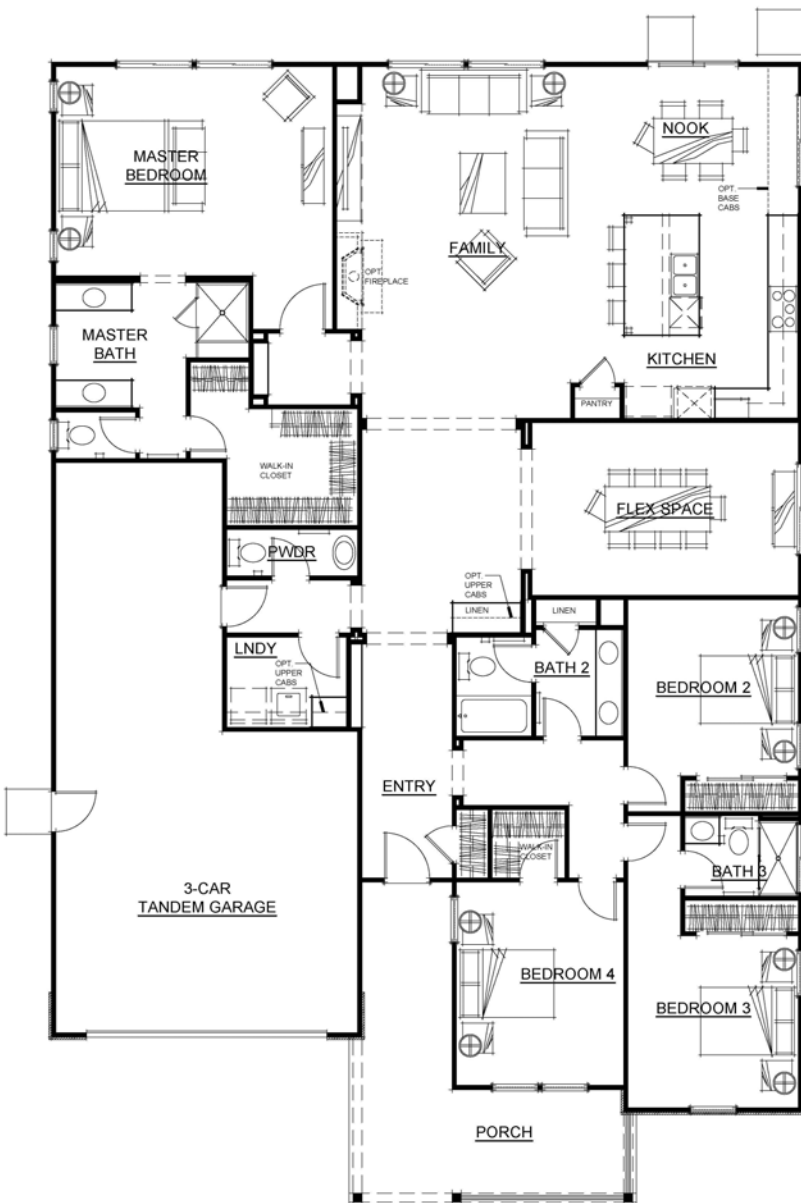 NOOK
MASTER
BEDROOM
OPT.
BASE
CABS
FAMILY
OPT.
FIREPLACE
MASTER
BATH
KITCHEN
PANTRY
WALK-IN
CLOSET
FLEX SPACE
PWDR
OPT.
UPPER
CABS
LINEN
LINEN
LNDY
OPT.
UPPER
CABS
BATH 2
BEDROOM 2
ENTRY
WALK-IN
CLOSET
BATH 3
3-CAR
TANDEM GARAGE
BEDROOM 4
BEDROOM 3
PORCH